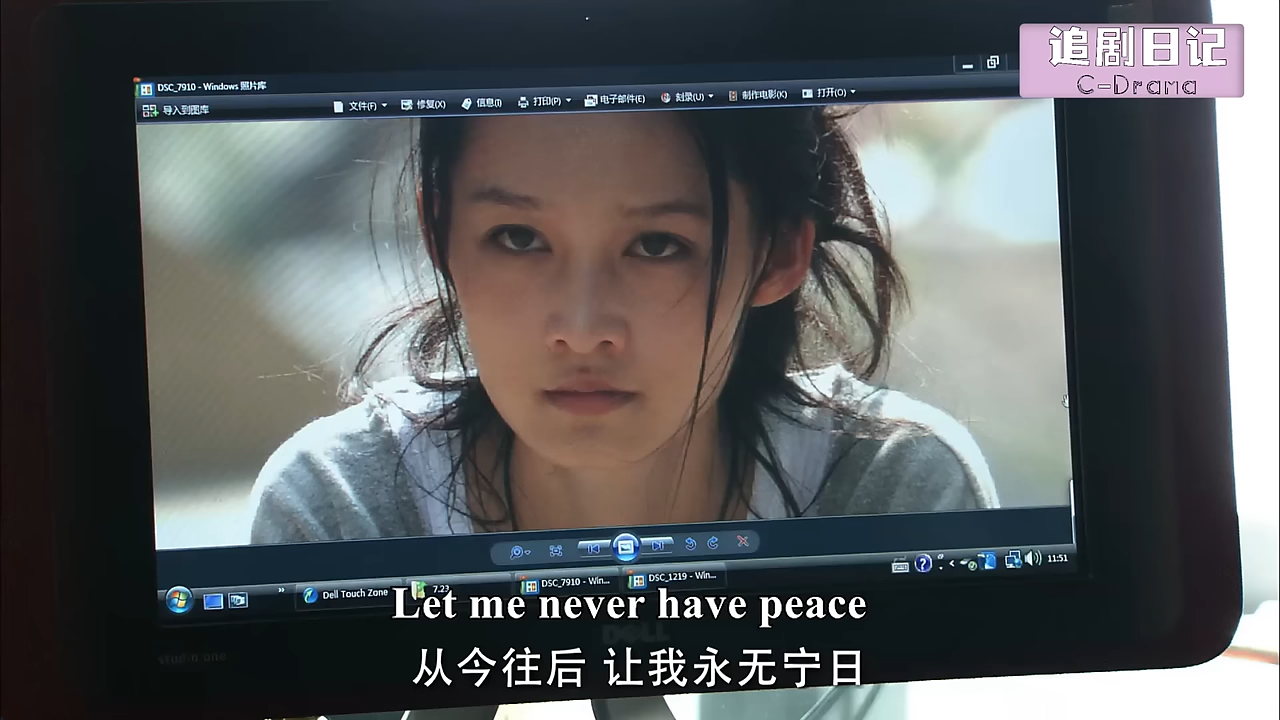 追剧日记
C-Drama
DSC_7910 - Windows 照片库
导入到图库
文件(F) 修复(X) 信息(I) 打印(P) 电子邮件(E) 刻录(U) 制作电影(K) 打开(O)
Dell Touch Zone 7.23 DSC_7910 - Win... DSC_1219 - Win... 11:51
Let me never have peace
DELL
studio one
从今往后 让我永无宁日